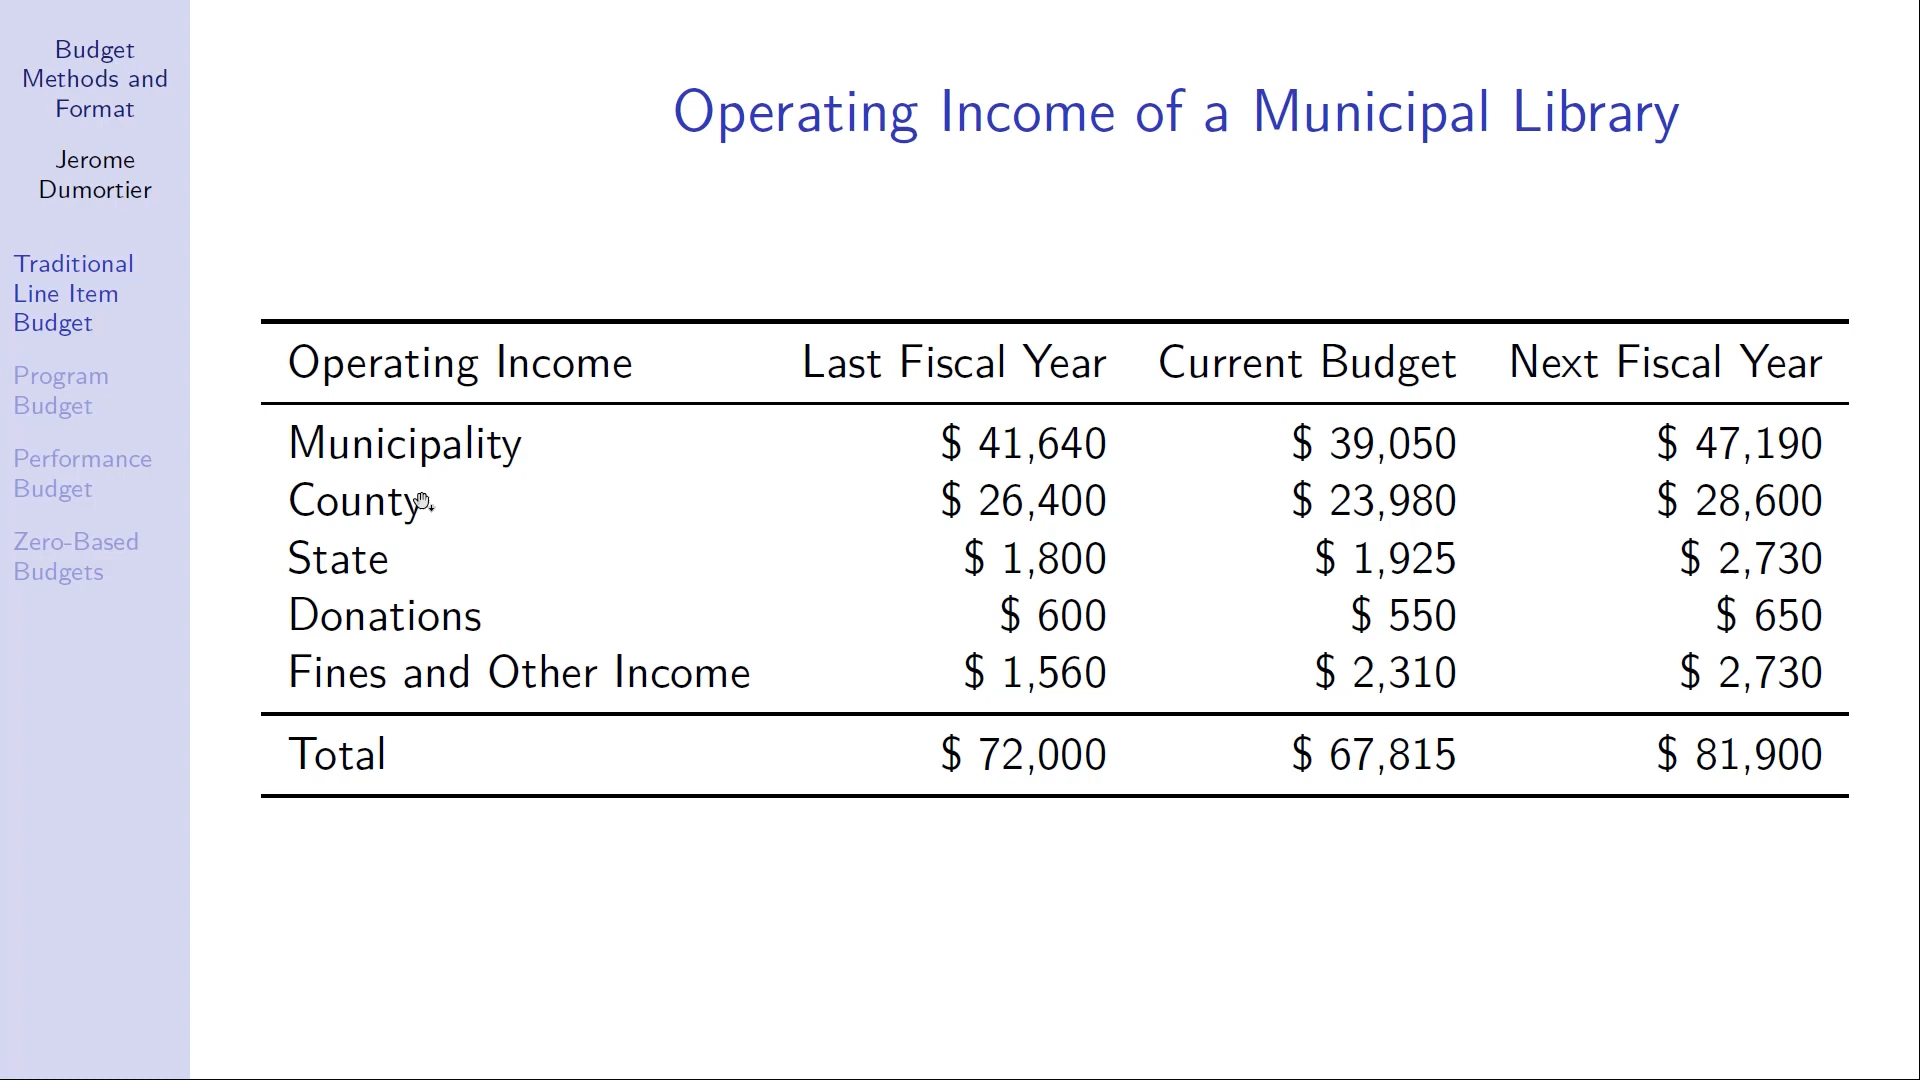 Budget
Methods and
Format
Jerome
Dumortier
Traditional
Line Item
Budget
Program
Budget
Performance
Budget
Zero-Based
Budgets
Operating Income of a Municipal Library
Operating Income Last Fiscal Year Current Budget Next Fiscal Year
Municipality $ 41,640 $ 39,050 $ 47,190
County $ 26,400 $ 23,980 $ 28,600
State $ 1,800 $ 1,925 $ 2,730
Donations $ 600 $ 550 $ 650
Fines and Other Income $ 1,560 $ 2,310 $ 2,730
Total $ 72,000 $ 67,815 $ 81,900